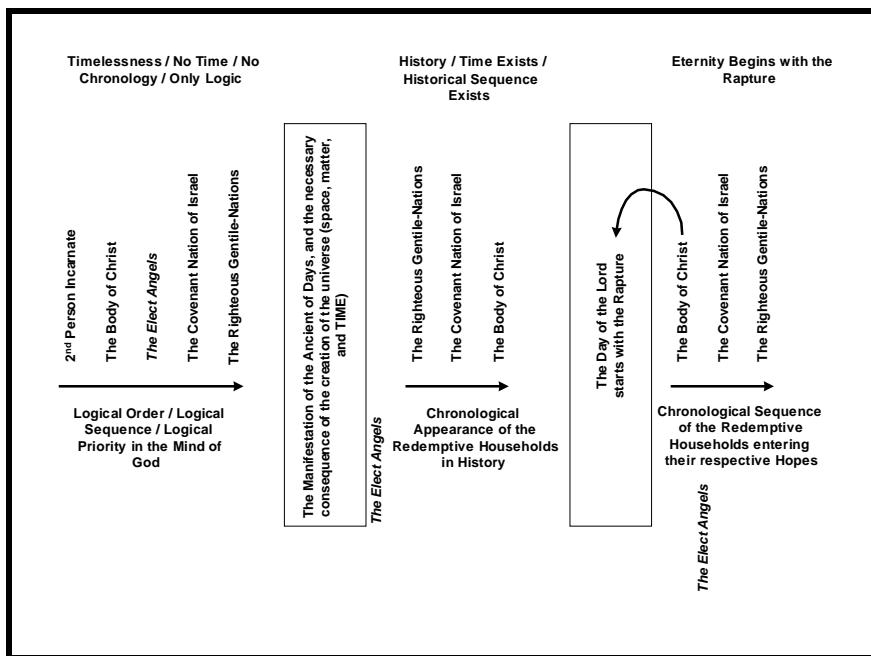 Timelessness / No Time / No
Chronology / Only Logic
2nd Person Incarnate
The Body of Christ
The Elect Angels
The Covenant Nation of Israel
The Righteous Gentile-Nations
Logical Order / Logical
Sequence / Logical
Priority in the Mind of
God
The Manifestation of the Ancient of Days, and the necessary
consequence of the creation of the universe (space, matter,
and TIME)
The Elect Angels
History / Time Exists /
Historical Sequence
Exists
The Righteous Gentile-Nations
The Covenant Nation of Israel
The Body of Christ
Chronological
Appearance of the
Redemptive Households
in History
The Day of the Lord
starts with the Rapture
Eternity Begins with the
Rapture
The Body of Christ
The Covenant Nation of Israel
The Righteous Gentile-Nations
Chronological Sequence
of the Redemptive
Households entering
their respective Hopes
The Elect Angels